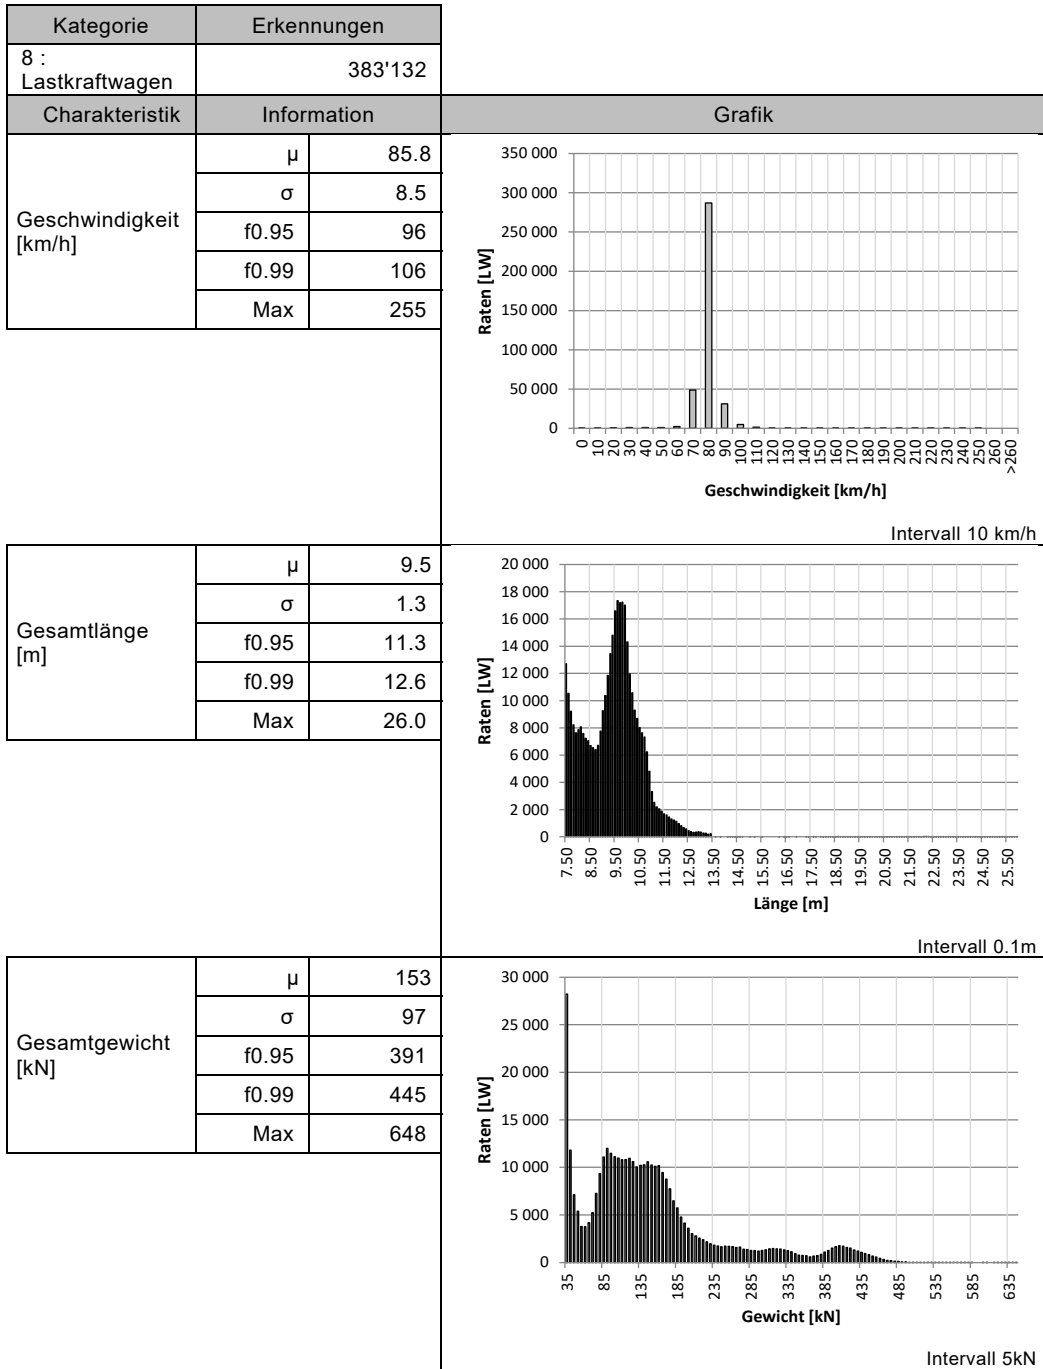 Kategorie Erkennungen
8 :
Lastkraftwagen 383'132
Charakteristik Information Grafik
Geschwindigkeit
[km/h]
µ 85.8
σ 8.5
f0.95 96
f0.99 106
Max 255
350 000
300 000
250 000
200 000
150 000
100 000
50 000
0
Raten [LW]
0 10 20 30 40 50 60 70 80 90 100 110 120 130 140 150 160 170 180 190 200 210 220 230 240 250 260 >260
Geschwindigkeit [km/h]
Intervall 10 km/h
Gesamtlänge
[m]
µ 9.5
σ 1.3
f0.95 11.3
f0.99 12.6
Max 26.0
20 000
18 000
16 000
14 000
12 000
10 000
8 000
6 000
4 000
2 000
0
Raten [LW]
7.50 8.50 9.50 10.50 11.50 12.50 13.50 14.50 15.50 16.50 17.50 18.50 19.50 20.50 21.50 22.50 23.50 24.50 25.50
Länge [m]
Intervall 0.1m
Gesamtgewicht
[kN]
µ 153
σ 97
f0.95 391
f0.99 445
Max 648
30 000
25 000
20 000
15 000
10 000
5 000
0
Raten [LW]
35 85 135 185 235 285 335 385 435 485 535 585 635
Gewicht [kN]
Intervall 5kN